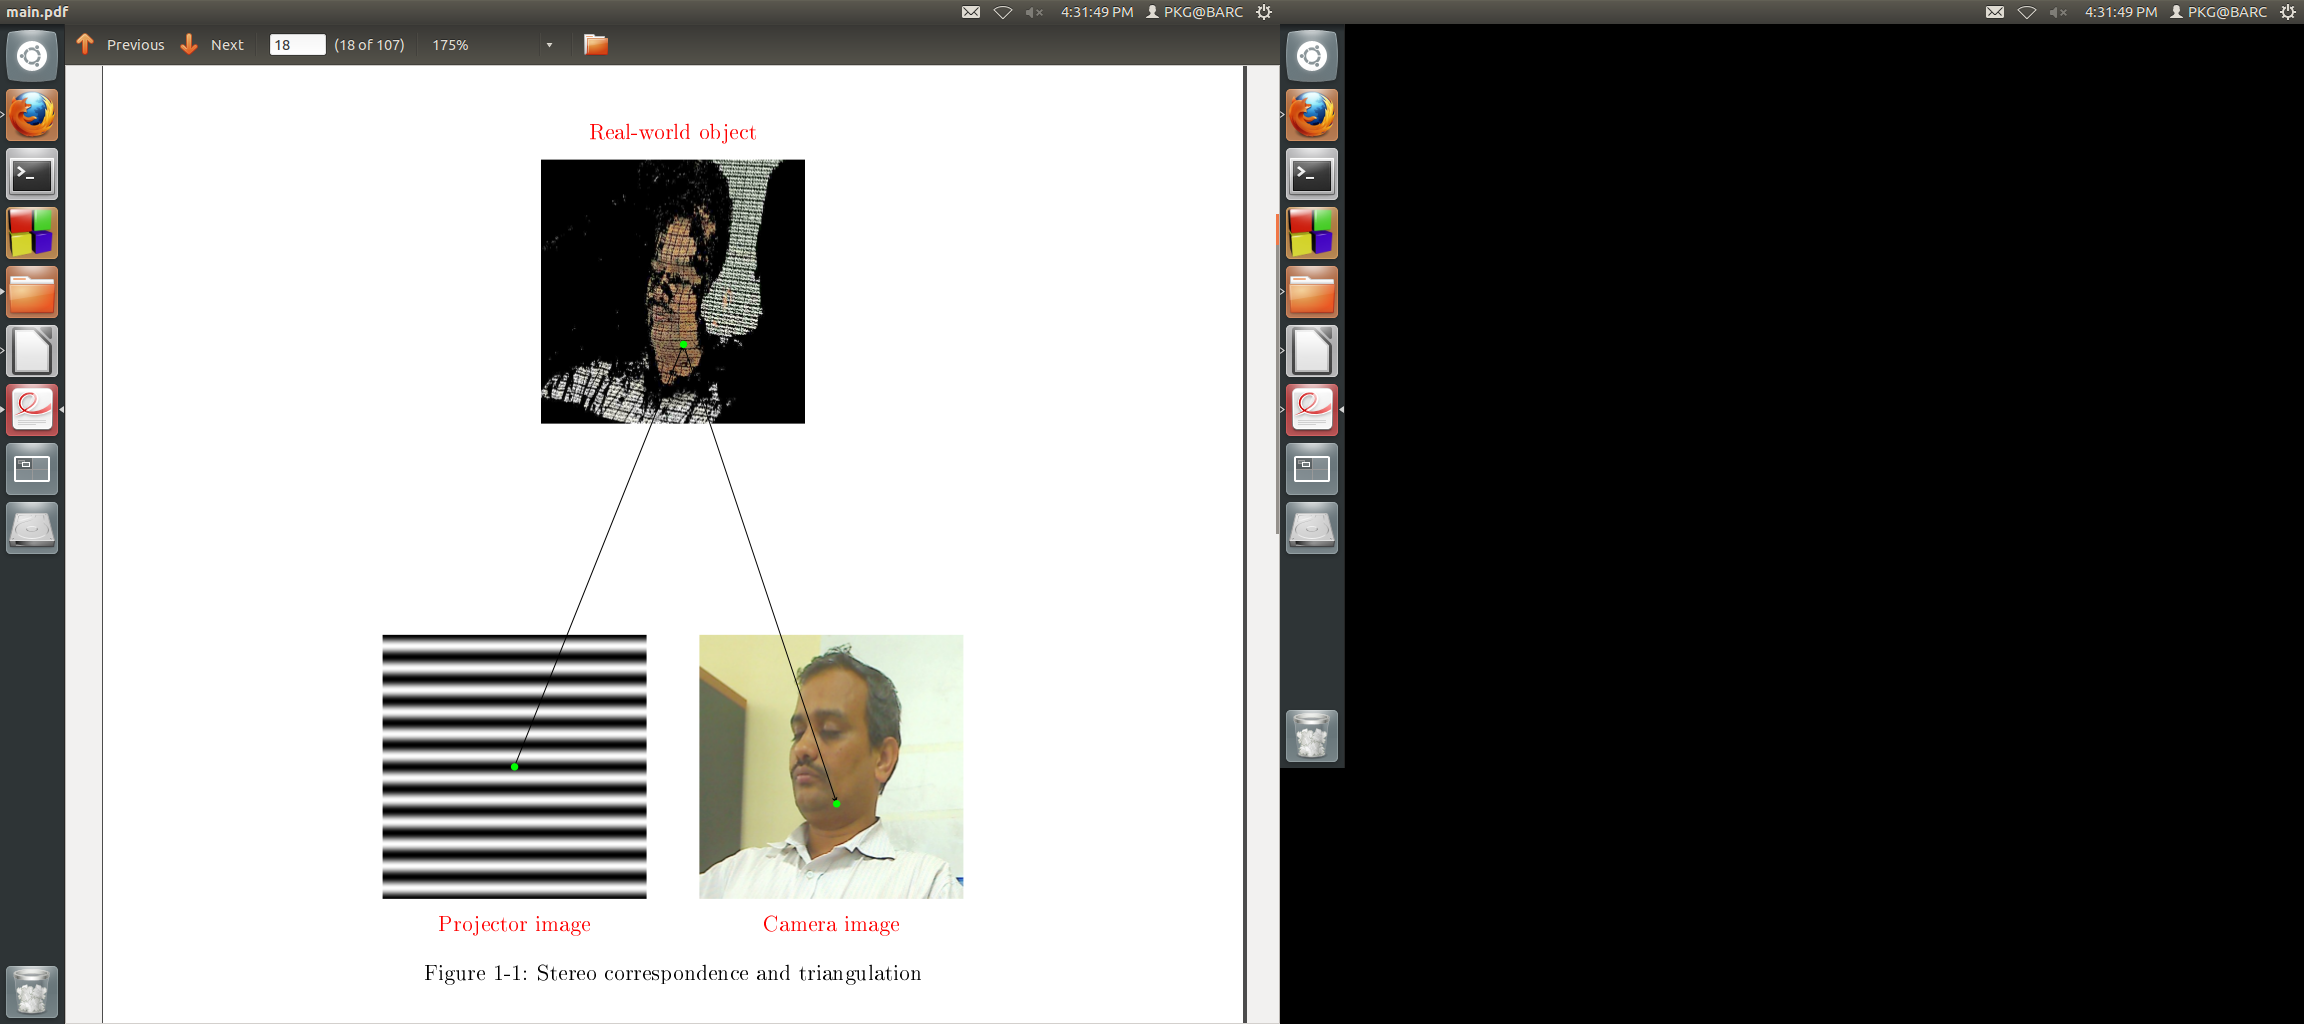 main.pdf
4:31:49 PM PKG@BARC
4:31:49 PM PKG@BARC
Previous Next 18 (18 of 107) 175%
Real-world object
Projector image
Camera image
Figure 1-1: Stereo correspondence and triangulation